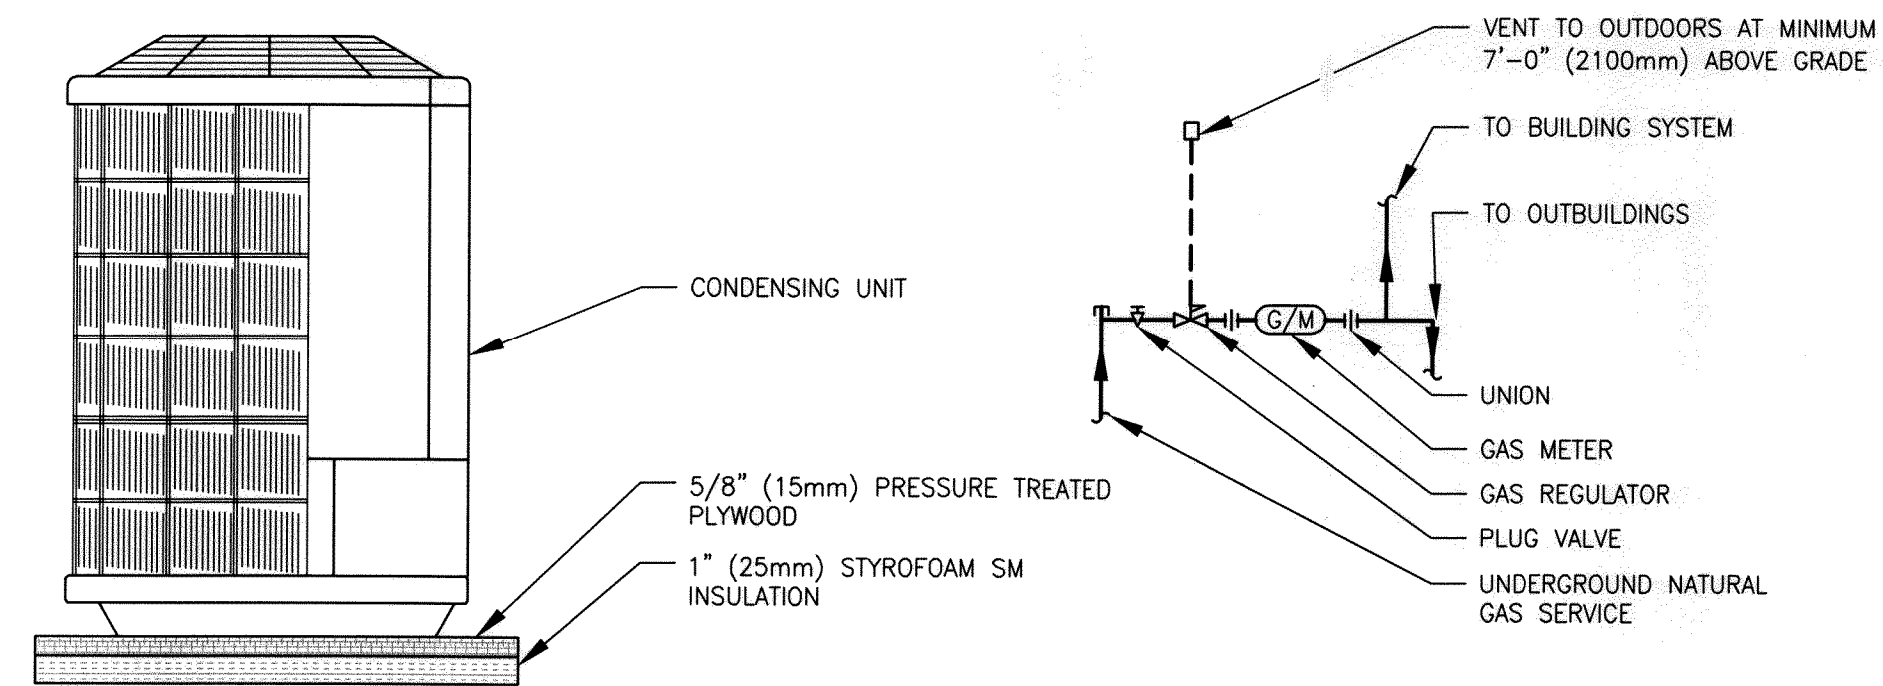 CONDENSING UNIT
5/8" (15mm) PRESSURE TREATED
PLYWOOD
1" (25mm) STYROFOAM SM
INSULATION
VENT TO OUTDOORS AT MINIMUM
7'-0" (2100mm) ABOVE GRADE
TO BUILDING SYSTEM
TO OUTBUILDINGS
G/M
UNION
GAS METER
GAS REGULATOR
PLUG VALVE
UNDERGROUND NATURAL
GAS SERVICE